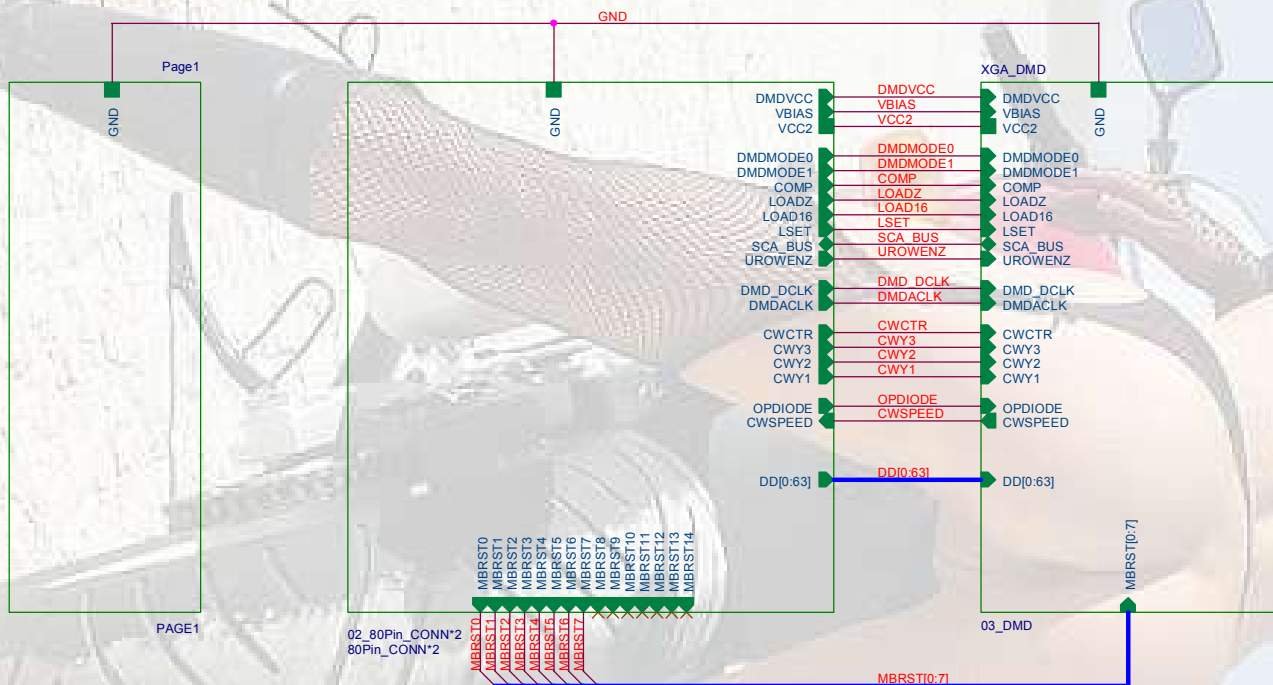 GND
Page1
XGA_DMD
GND
GND
GND
DMDVCC
DMDVCC
DMDVCC
VBIAS
VBIAS
VBIAS
VCC2
VCC2
VCC2
DMDMODE0
DMDMODE0
DMDMODE0
DMDMODE1
DMDMODE1
DMDMODE1
COMP
COMP
COMP
LOADZ
LOADZ
LOADZ
LOAD16
LOAD16
LOAD16
LSET
LSET
LSET
SCA_BUS
SCA_BUS
SCA_BUS
UROWENZ
UROWENZ
UROWENZ
DMD_DCLK
DMD_DCLK
DMD_DCLK
DMDACLK
DMDACLK
DMDACLK
CWCTR
CWCTR
CWCTR
CWY3
CWY3
CWY3
CWY2
CWY2
CWY2
CWY1
CWY1
CWY1
OPDIODE
OPDIODE
OPDIODE
CWSPEED
CWSPEED
CWSPEED
DD[0:63]
DD[0:63]
DD[0:63]
MBRST0
MBRST1
MBRST2
MBRST3
MBRST4
MBRST5
MBRST6
MBRST7
MBRST8
MBRST9
MBRST10
MBRST11
MBRST12
MBRST13
MBRST14
MBRST[0:7]
PAGE1
02_80Pin_CONN*2
80Pin_CONN*2
03_DMD
MBRST0
MBRST1
MBRST2
MBRST3
MBRST4
MBRST5
MBRST6
MBRST7
MBRST[0:7]